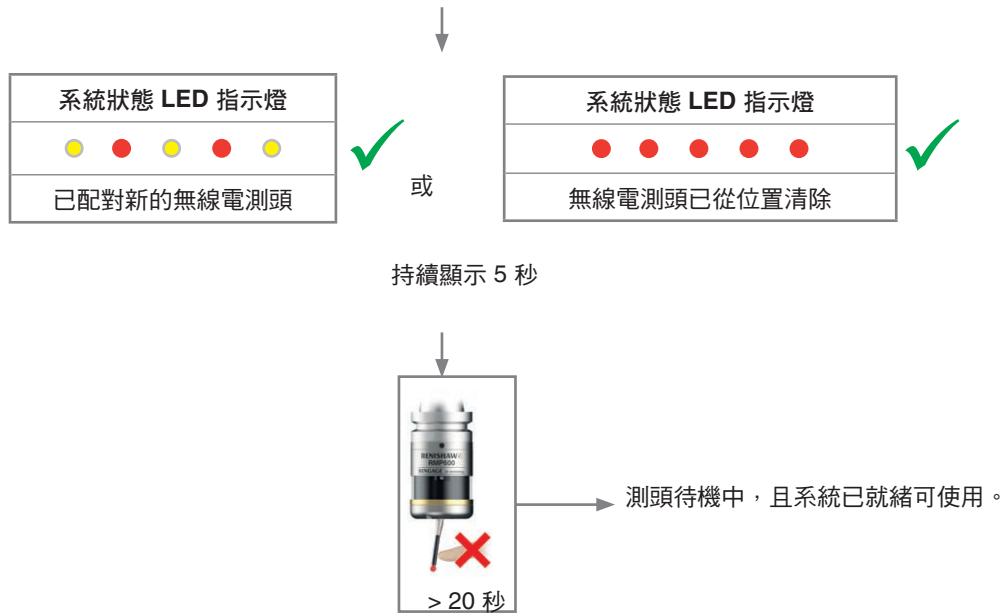 系統狀態 LED 指示燈
已配對新的無線電測頭
或
系統狀態 LED 指示燈
無線電測頭已從位置清除
持續顯示 5 秒
RENISHAW
RMP600
> 20 秒
測頭待機中，且系統已就緒可使用。